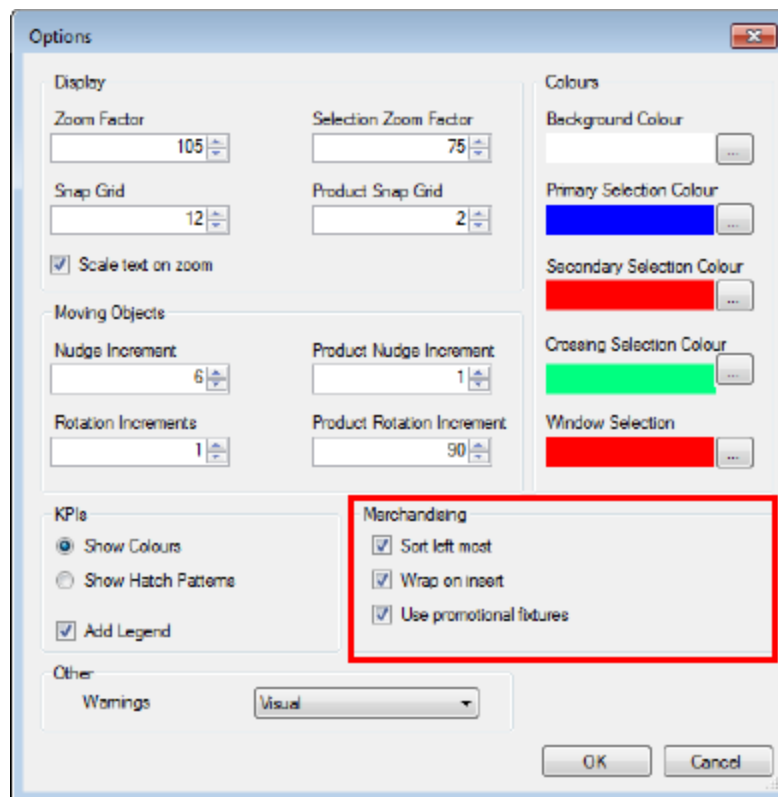 Options
Display
Zoom Factor
Selection Zoom Factor
105
75
Snap Grid
Product Snap Grid
12
2
Scale text on zoom
Moving Objects
Nudge Increment
Product Nudge Increment
6
1
Rotation Increments
Product Rotation Increment
1
90
Colours
Background Colour
...
Primary Selection Colour
...
Secondary Selection Colour
...
Crossing Selection Colour
...
Window Selection
...
KPIs
Show Colours
Show Hatch Patterns
Add Legend
Merchandising
Sort left most
Wrap on insert
Use promotional fixtures
Other
Warnings
Visual
OK
Cancel